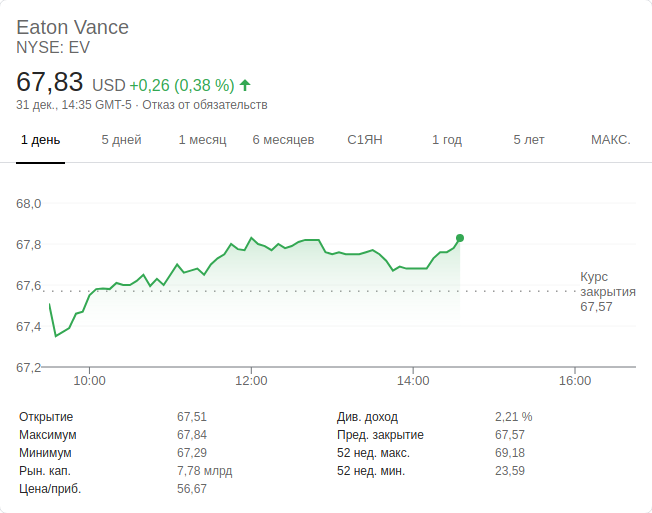 Eaton Vance
NYSE: EV
67,83 USD +0,26 (0,38 %)
31 дек., 14:35 GMT-5 · Отказ от обязательств
1 день 5 дней 1 месяц 6 месяцев С1ЯН 1 год 5 лет МАКС.
68,0
67,8
67,6
67,4
67,2
Курс
закрытия
67,57
10:00 12:00 14:00 16:00
Открытие 67,51 Див. доход 2,21 %
Максимум 67,84 Пред. закрытие 67,57
Минимум 67,29 52 нед. макс. 69,18
Рын. кап. 7,78 млрд 52 нед. мин. 23,59
Цена/приб. 56,67